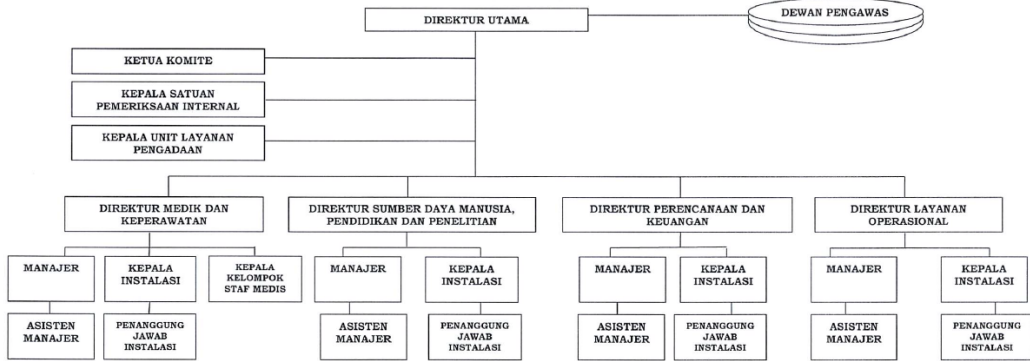 DIREKTUR UTAMA
DEWAN PENGAWAS
KETUA KOMITE
KEPALA SATUAN
PEMERIKSAAN INTERNAL
KEPALA UNIT LAYANAN
PENGADAAN
DIREKTUR MEDIK DAN
KEPERAWATAN
DIREKTUR SUMBER DAYA MANUSIA,
PENDIDIKAN DAN PENELITIAN
DIREKTUR PERENCANAAN DAN
KEUANGAN
DIREKTUR LAYANAN
OPERASIONAL
MANAJER
KEPALA
INSTALASI
KEPALA
KELOMPOK
STAF MEDIS
MANAJER
KEPALA
INSTALASI
MANAJER
KEPALA
INSTALASI
MANAJER
KEPALA
INSTALASI
ASISTEN
MANAJER
PENANGGUNG
JAWAB
INSTALASI
ASISTEN
MANAJER
PENANGGUNG
JAWAB
INSTALASI
ASISTEN
MANAJER
PENANGGUNG
JAWAB
INSTALASI
ASISTEN
MANAJER
PENANGGUNG
JAWAB
INSTALASI